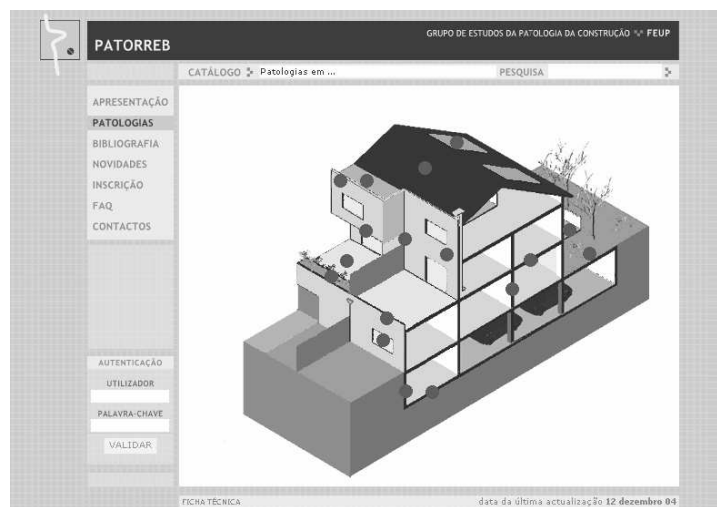 GRUPO DE ESTUDOS DA PATOLOGIA DA CONSTRUÇÃO FEUP
PATORREB
CATÁLOGO Patologias em ...
PESQUISA
APRESENTAÇÃO
PATOLOGIAS
BIBLIOGRAFIA
NOVIDADES
INSCRIÇÃO
FAQ
CONTACTOS
AUTENTICAÇÃO
UTILIZADOR
PALAVRA-CHAVE
VALIDAR
FICHA TÉCNICA
data da última actualização 12 dezembro 04